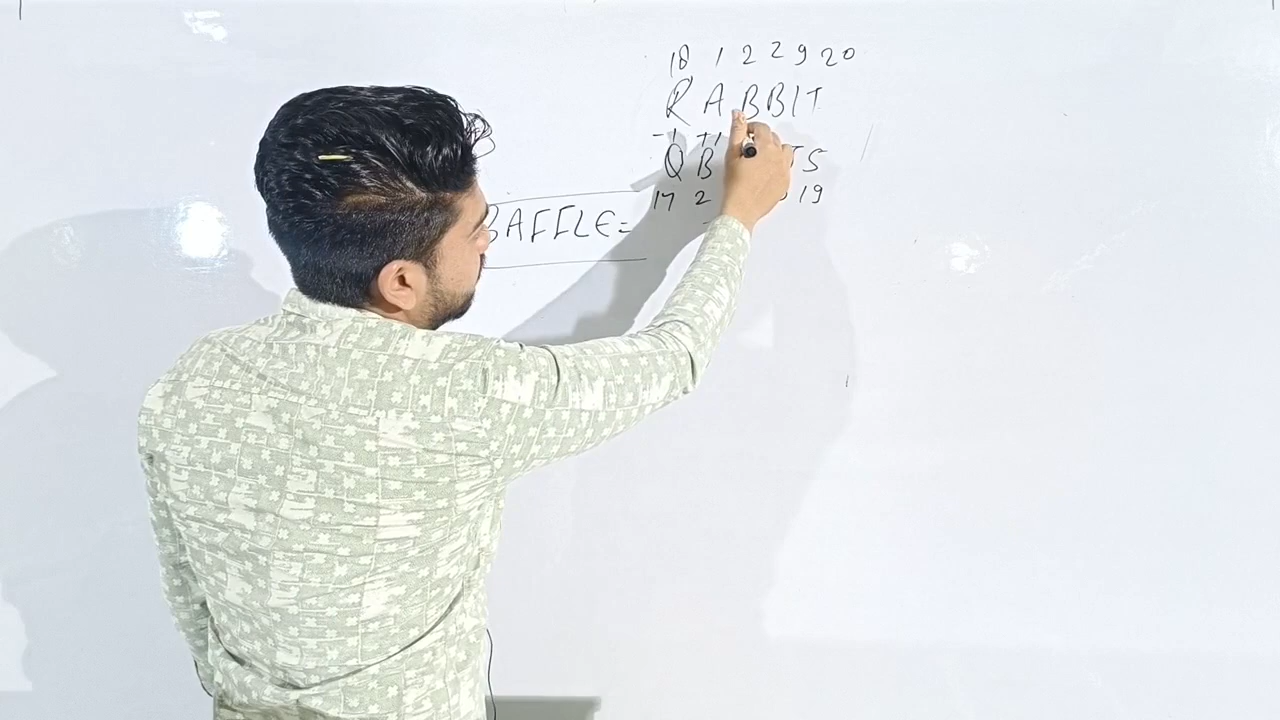 18 1 2 2 9 20
RABBIT
-1 +1
Q B J S
17 2 19
BAFFLE=